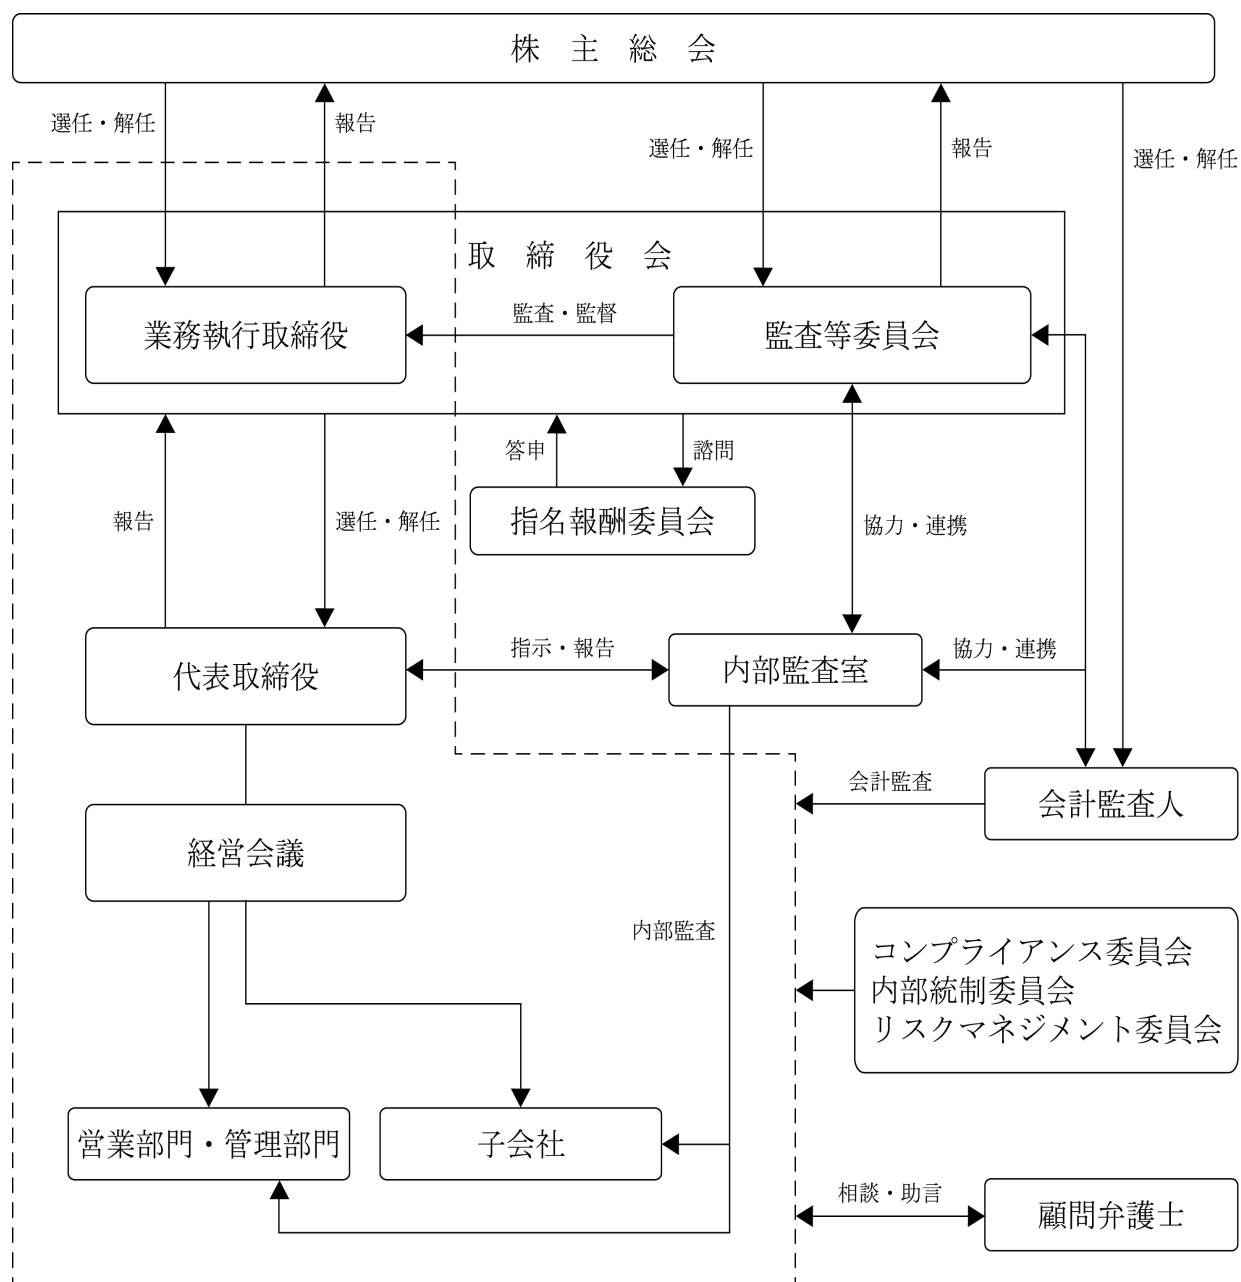 株 主 総 会
選任・解任
報告
選任・解任
報告
選任・解任
取 締 役 会
業務執行取締役
監査・監督
監査等委員会
答申
諮問
指名報酬委員会
報告
選任・解任
協力・連携
代表取締役
指示・報告
内部監査室
協力・連携
会計監査
会計監査人
経営会議
内部監査
コンプライアンス委員会
内部統制委員会
リスクマネジメント委員会
営業部門・管理部門
子会社
相談・助言
顧問弁護士